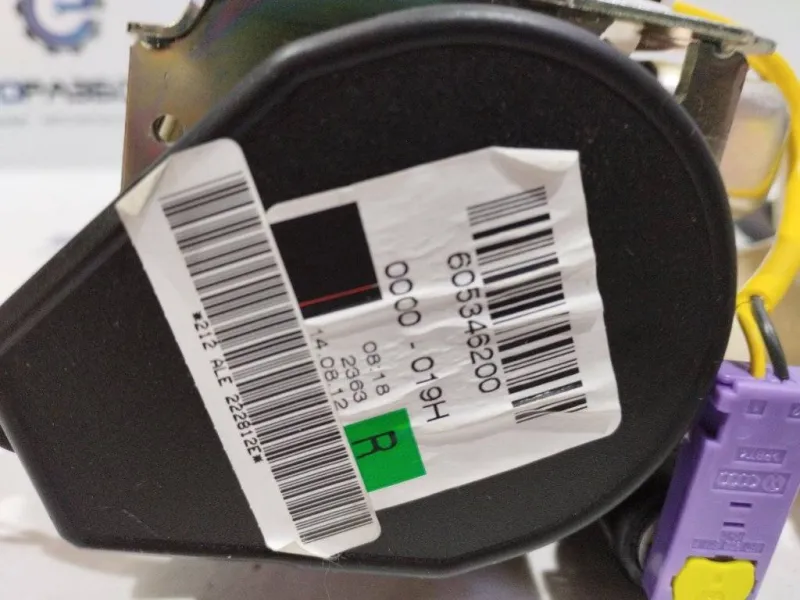 605346200
0000 - 019H
08:18
2363
14.08.12
R
*212 ALE 222812E*